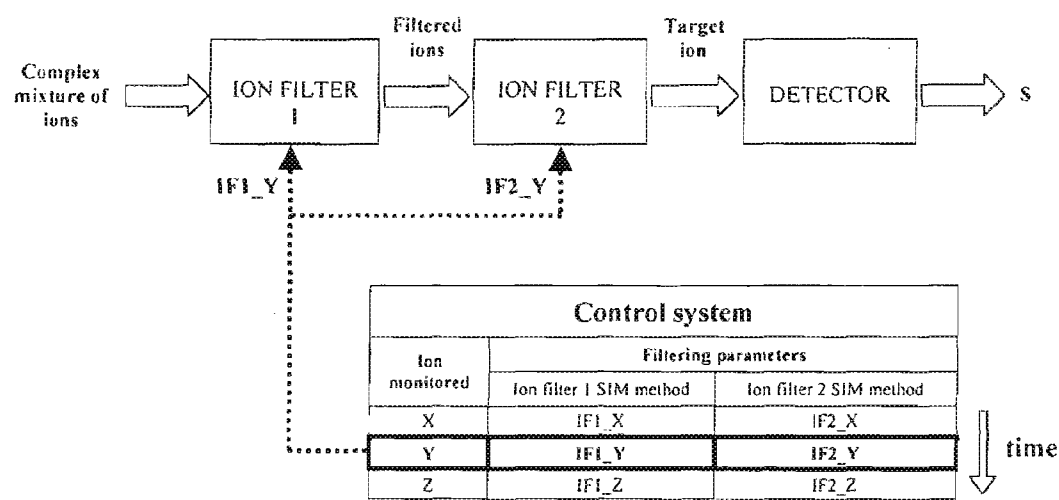 Complex
mixture of
ions
ION FILTER
1
Filtered
ions
ION FILTER
2
Target
ion
DETECTOR
S
IF1_Y
IF2_Y
Control system
Ion
monitored
Filtering parameters
Ion filter 1 SIM method
Ion filter 2 SIM method
X
IF1_X
IF2_X
Y
IF1_Y
IF2_Y
Z
IF1_Z
IF2_Z
time